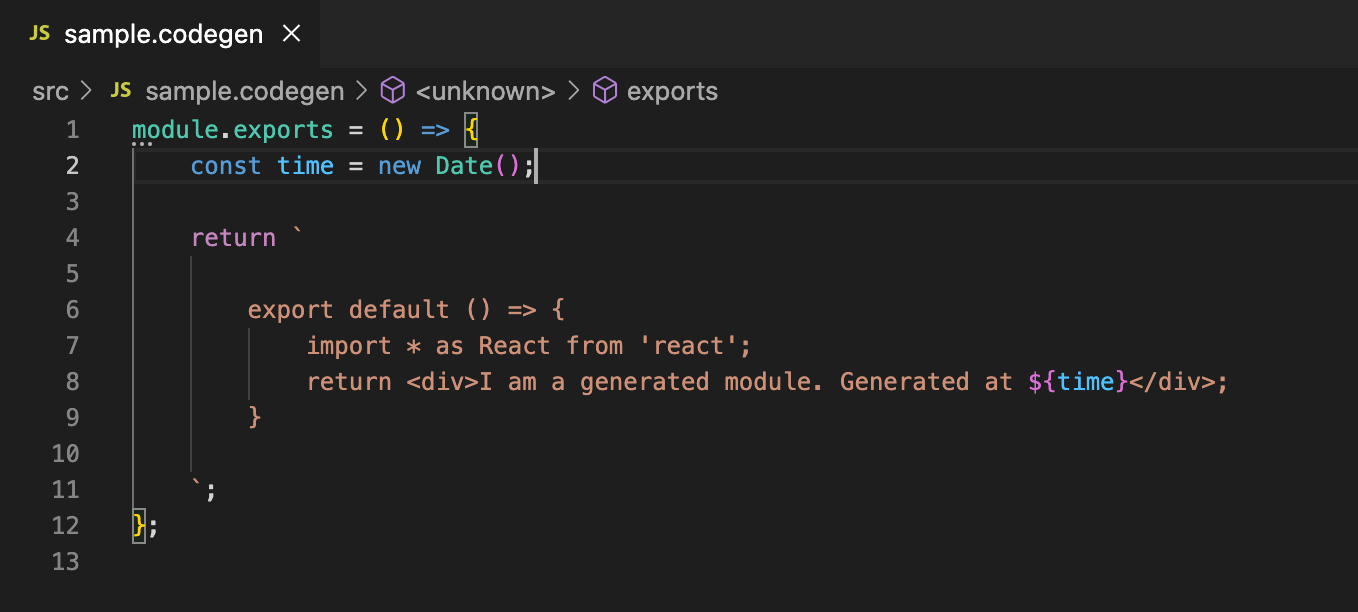 JS sample.codegen ×
src > JS sample.codegen > <unknown> > exports
1 module.exports = () => {
2     const time = new Date();
3
4     return `
5
6         export default () => {
7             import * as React from 'react';
8             return <div>I am a generated module. Generated at ${time}</div>;
9         }
10
11     `;
12 };
13